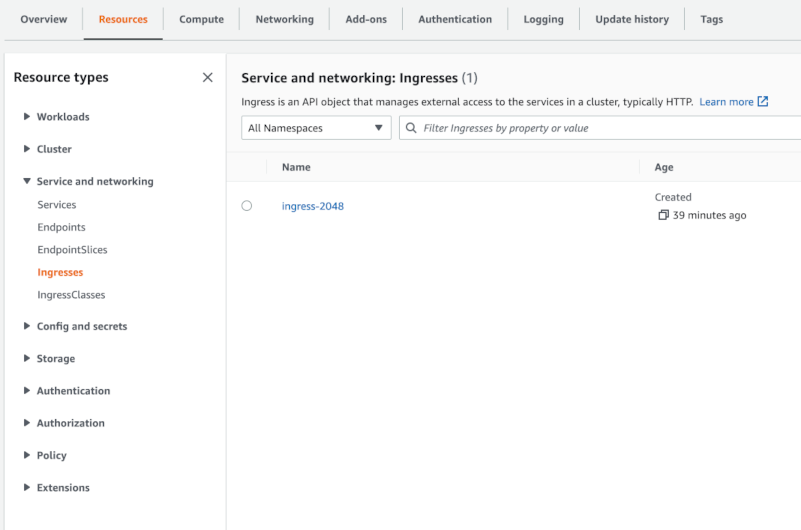 Overview Resources Compute Networking Add-ons Authentication Logging Update history Tags
Resource types
Workloads
Cluster
Service and networking
Services
Endpoints
EndpointSlices
Ingresses
IngressClasses
Config and secrets
Storage
Authentication
Authorization
Policy
Extensions
Service and networking: Ingresses (1)
Ingress is an API object that manages external access to the services in a cluster, typically HTTP. Learn more
All Namespaces Filter Ingresses by property or value
Name Age
ingress-2048 Created
39 minutes ago